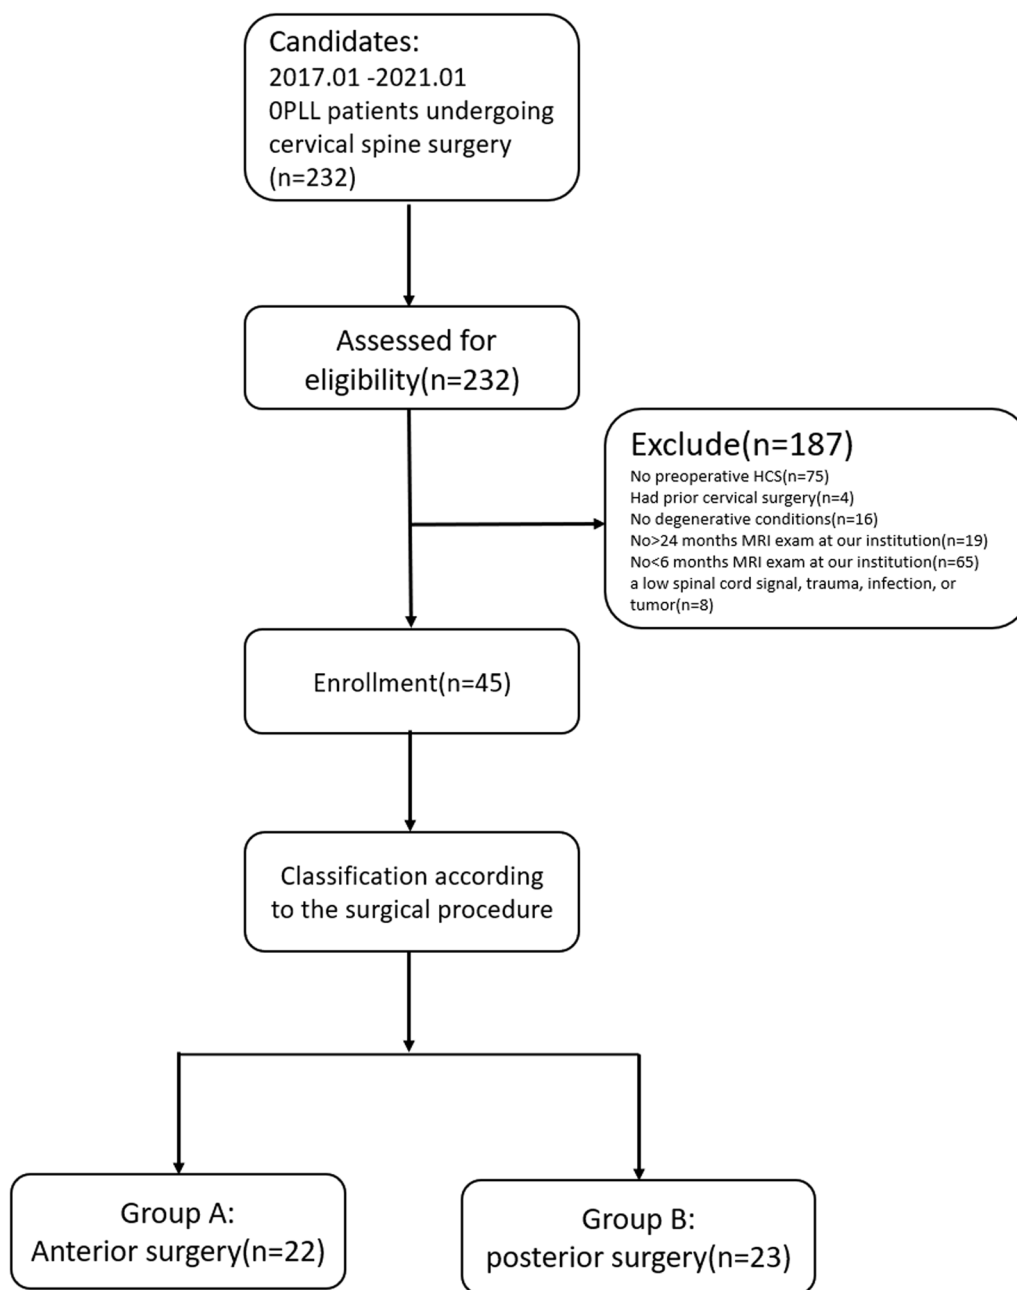 Candidates:
2017.01 -2021.01
0PLL patients undergoing
cervical spine surgery
(n=232)
Assessed for
eligibility(n=232)
Exclude(n=187)
No preoperative HCS(n=75)
Had prior cervical surgery(n=4)
No degenerative conditions(n=16)
No>24 months MRI exam at our institution(n=19)
No<6 months MRI exam at our institution(n=65)
a low spinal cord signal, trauma, infection, or
tumor(n=8)
Enrollment(n=45)
Classification according
to the surgical procedure
Group A:
Anterior surgery(n=22)
Group B:
posterior surgery(n=23)